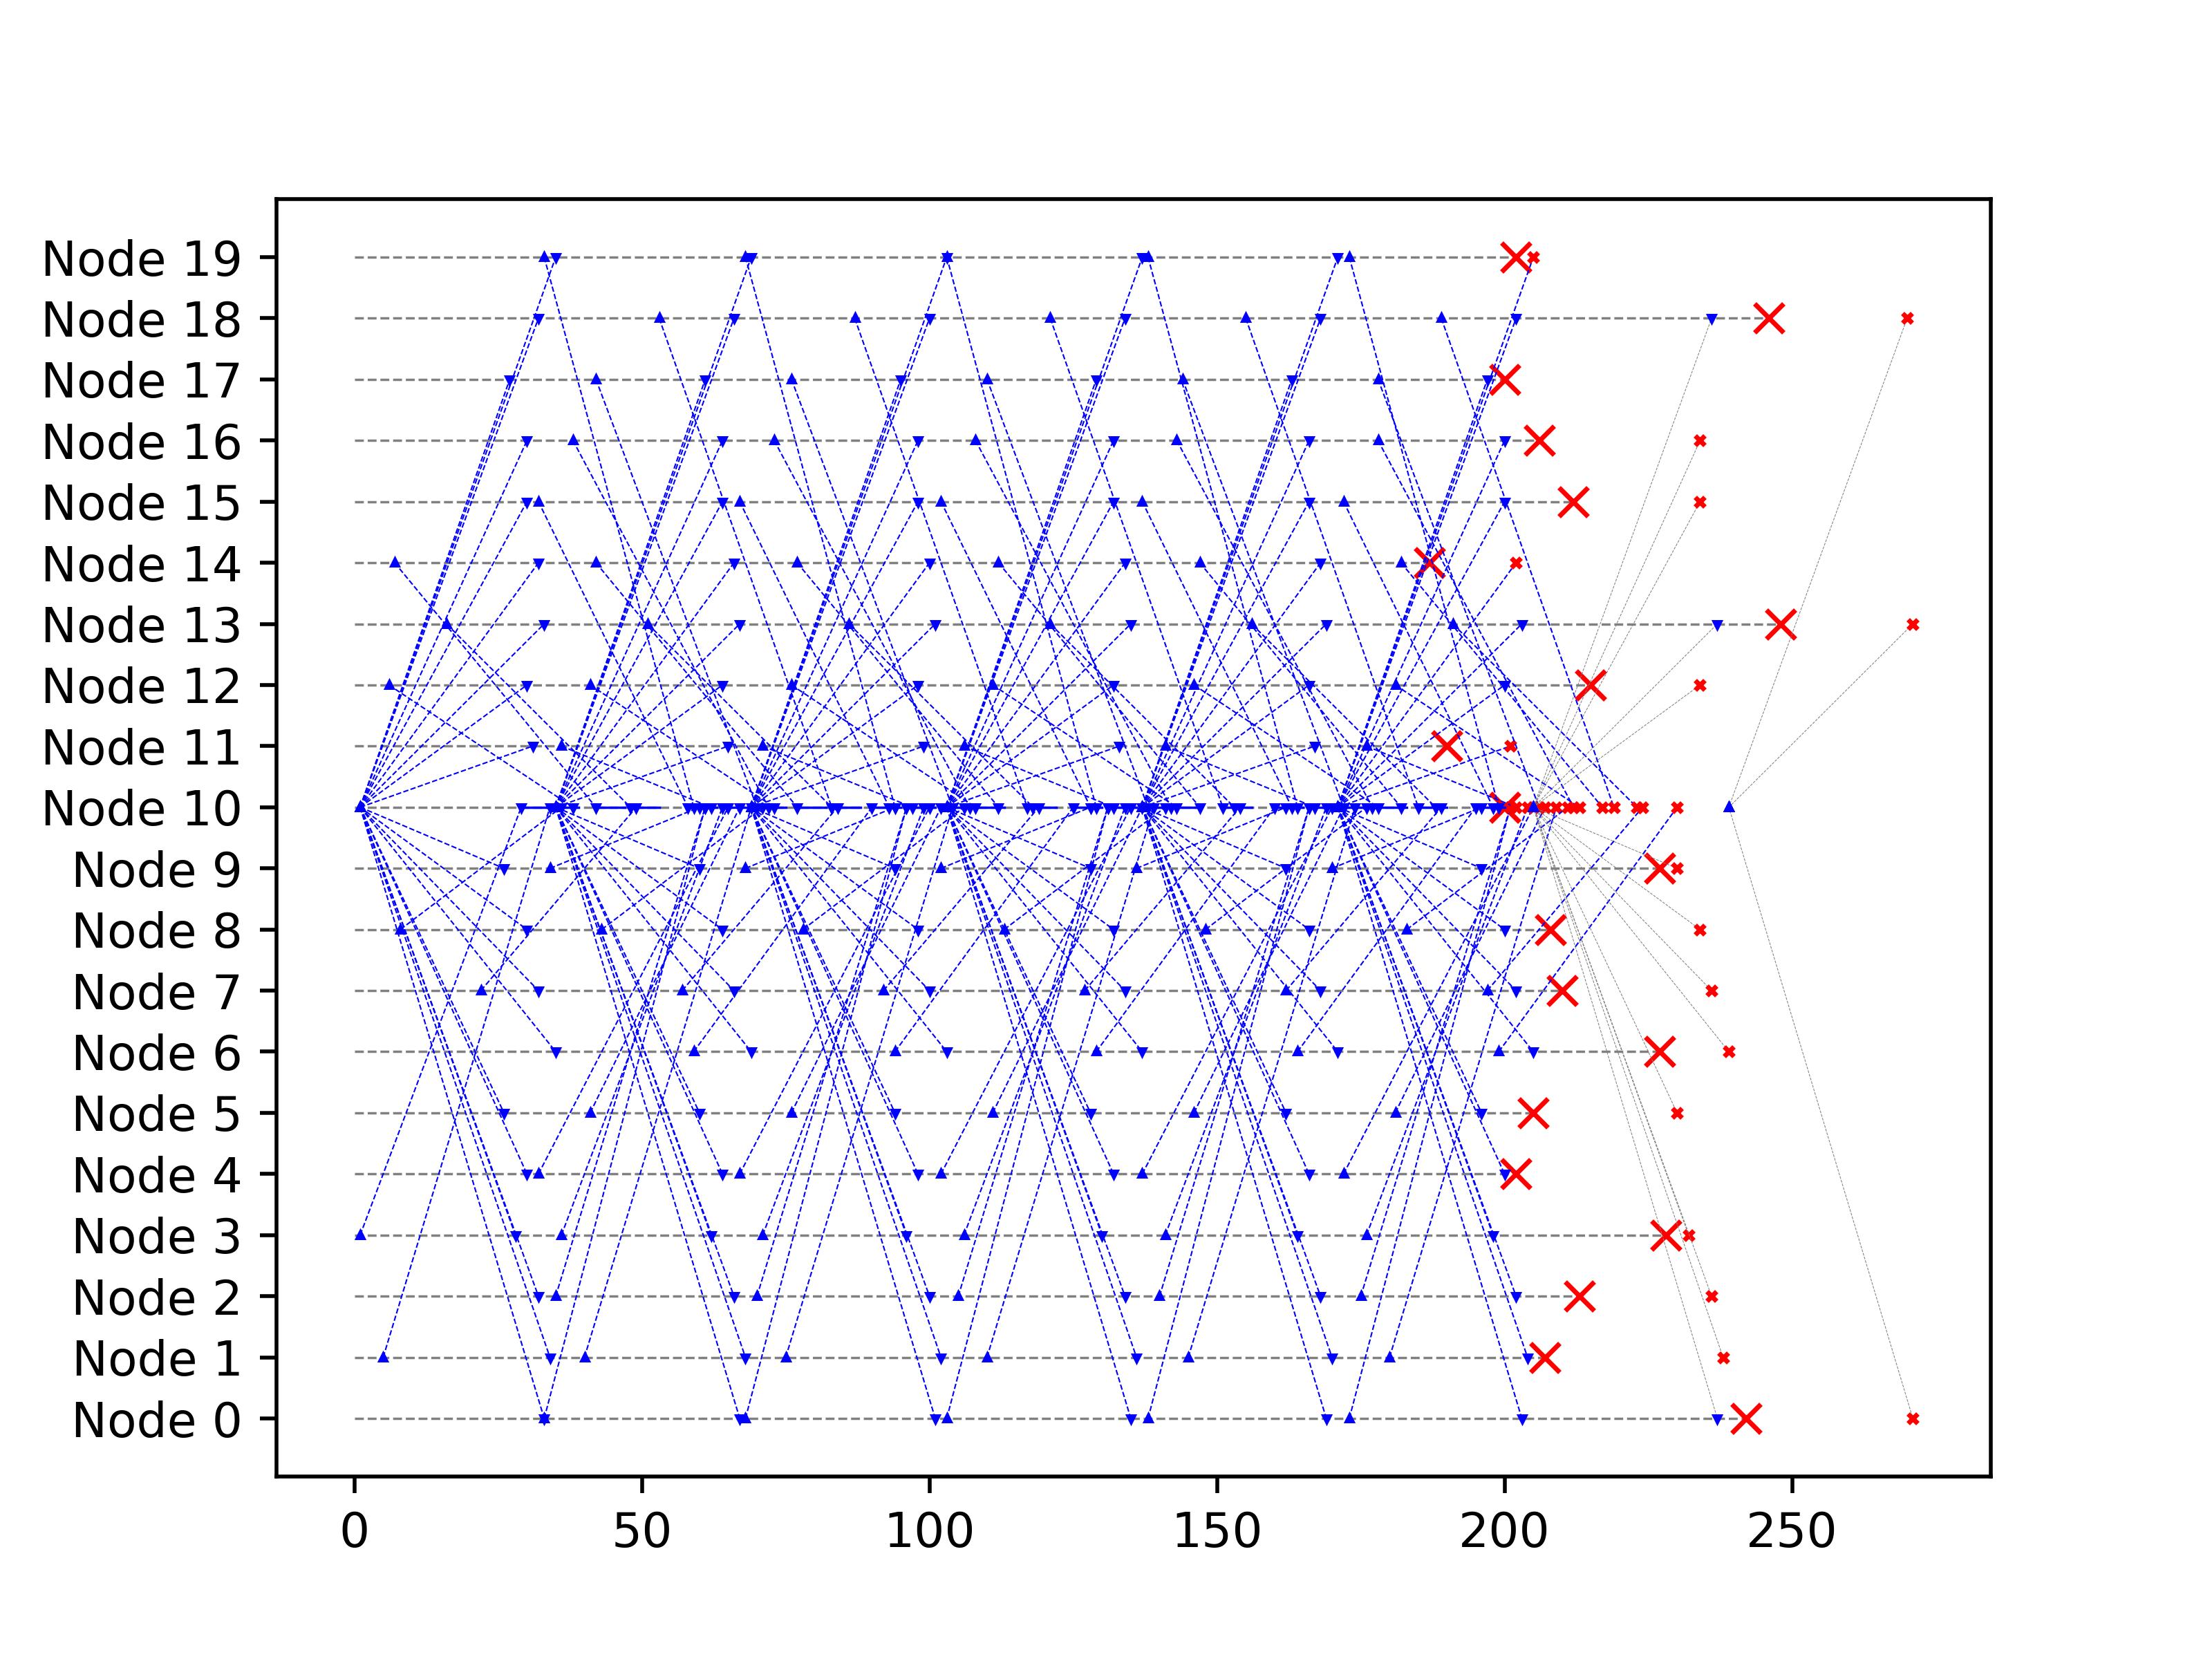 Node 19
Node 18
Node 17
Node 16
Node 15
Node 14
Node 13
Node 12
Node 11
Node 10
Node 9
Node 8
Node 7
Node 6
Node 5
Node 4
Node 3
Node 2
Node 1
Node 0
0 50 100 150 200 250